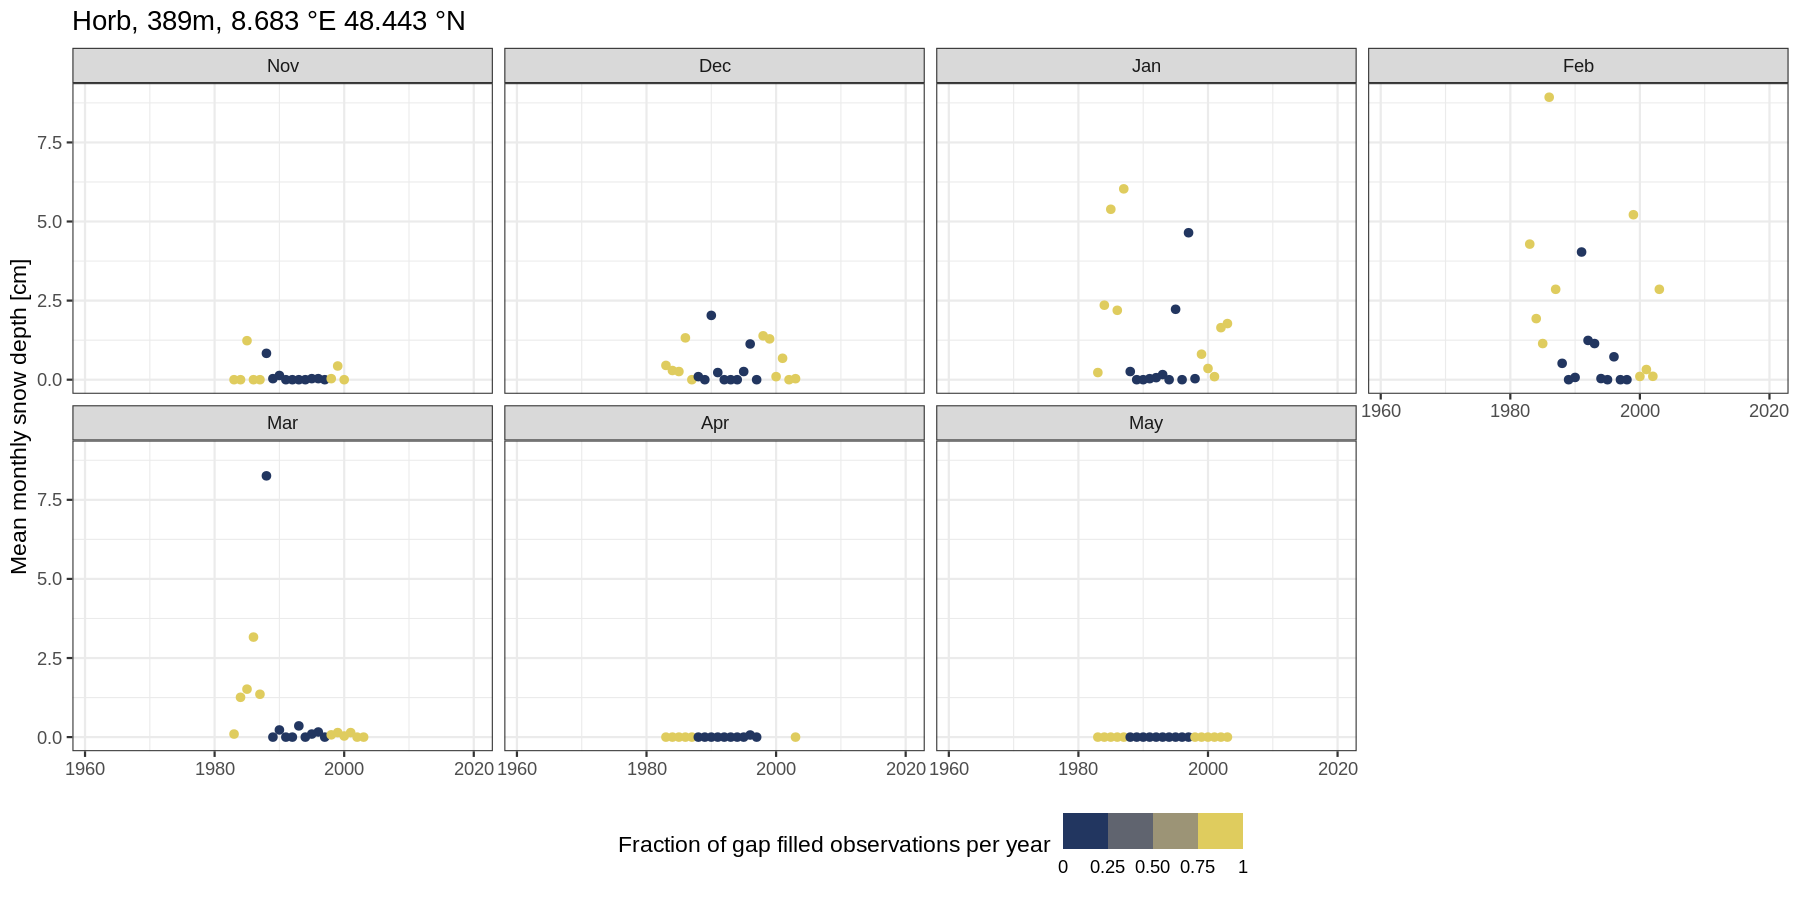 Horb, 389m, 8.683 °E 48.443 °N
Nov
Dec
Jan
Feb
7.5
5.0
2.5
0.0
1960
1980
2000
2020
Mean monthly snow depth [cm]
Mar
Apr
May
7.5
5.0
2.5
0.0
1960
1980
2000
2020
1960
1980
2000
2020
1960
1980
2000
2020
Fraction of gap filled observations per year
0
0.25
0.50
0.75
1